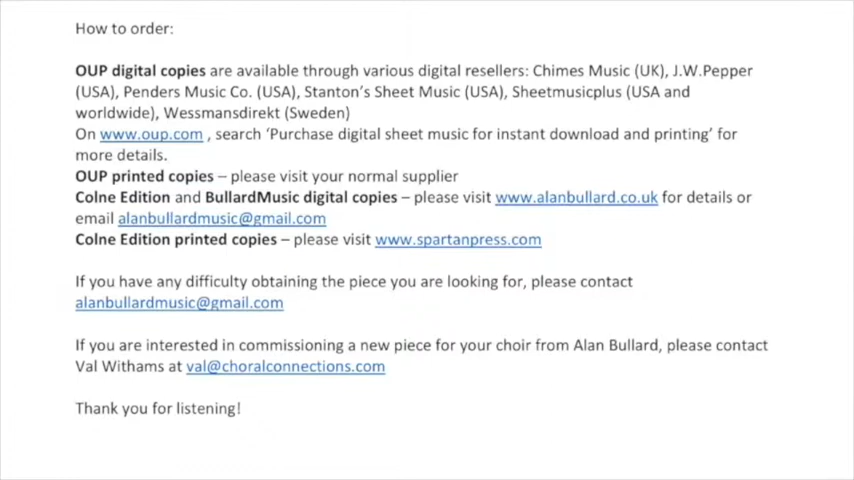 How to order:
OUP digital copies are available through various digital resellers: Chimes Music (UK), J.W.Pepper
(USA), Penders Music Co. (USA), Stanton's Sheet Music (USA), Sheetmusicplus (USA and
worldwide), Wessmansdirekt (Sweden)
On www.oup.com , search 'Purchase digital sheet music for instant download and printing' for
more details.
OUP printed copies – please visit your normal supplier
Colne Edition and BullardMusic digital copies – please visit www.alanbullard.co.uk for details or
email alanbullardmusic@gmail.com
Colne Edition printed copies – please visit www.spartanpress.com
If you have any difficulty obtaining the piece you are looking for, please contact
alanbullardmusic@gmail.com
If you are interested in commissioning a new piece for your choir from Alan Bullard, please contact
Val Withams at val@choralconnections.com
Thank you for listening!